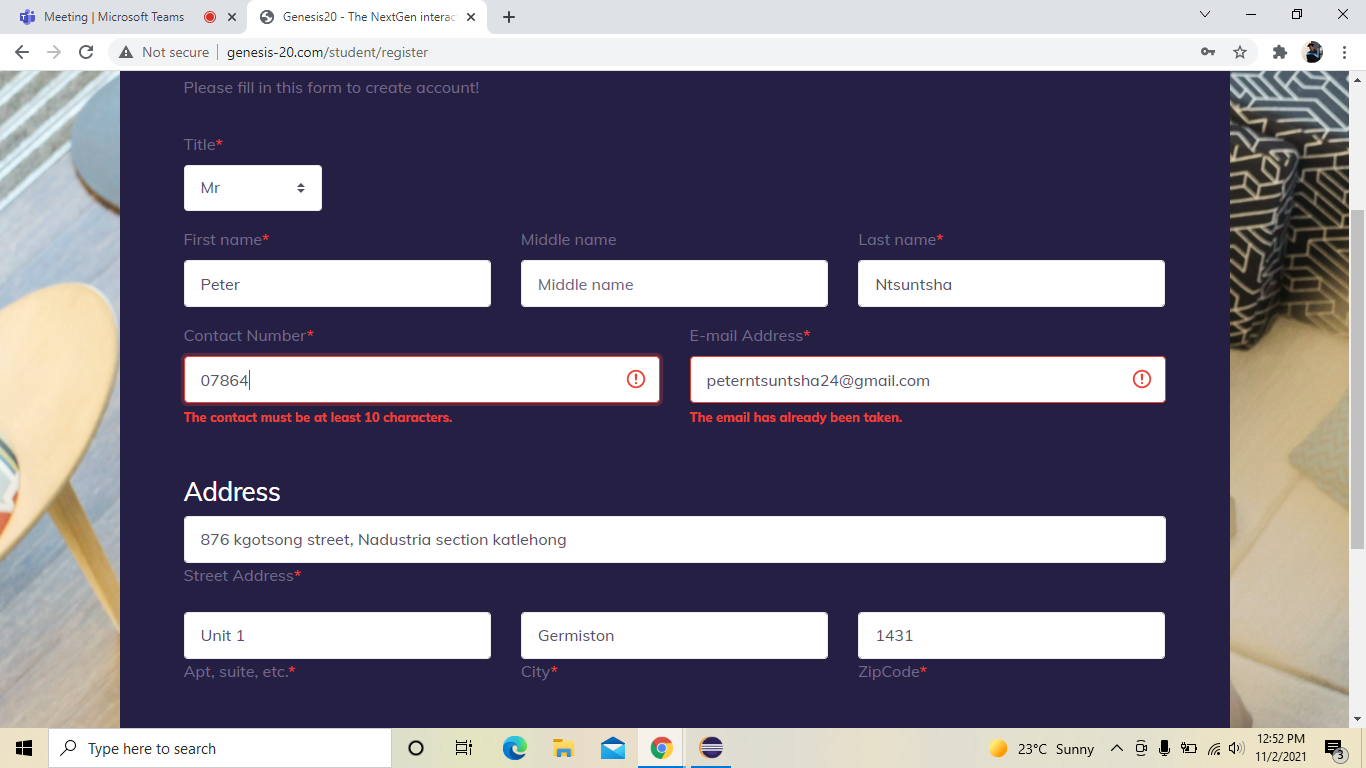 Meeting | Microsoft Teams
Genesis20 - The NextGen interac
Not secure
genesis-20.com/student/register
Please fill in this form to create account!
Title*
Mr
First name*
Middle name
Last name*
Peter
Middle name
Ntsuntsha
Contact Number*
E-mail Address*
07864
peterntsuntsha24@gmail.com
The contact must be at least 10 characters.
The email has already been taken.
Address
876 kgotsong street, Nadustria section katlehong
Street Address*
Unit 1
Germiston
1431
Apt, suite, etc.*
City*
ZipCode*
Type here to search
23°C Sunny
12:52 PM
11/2/2021
3